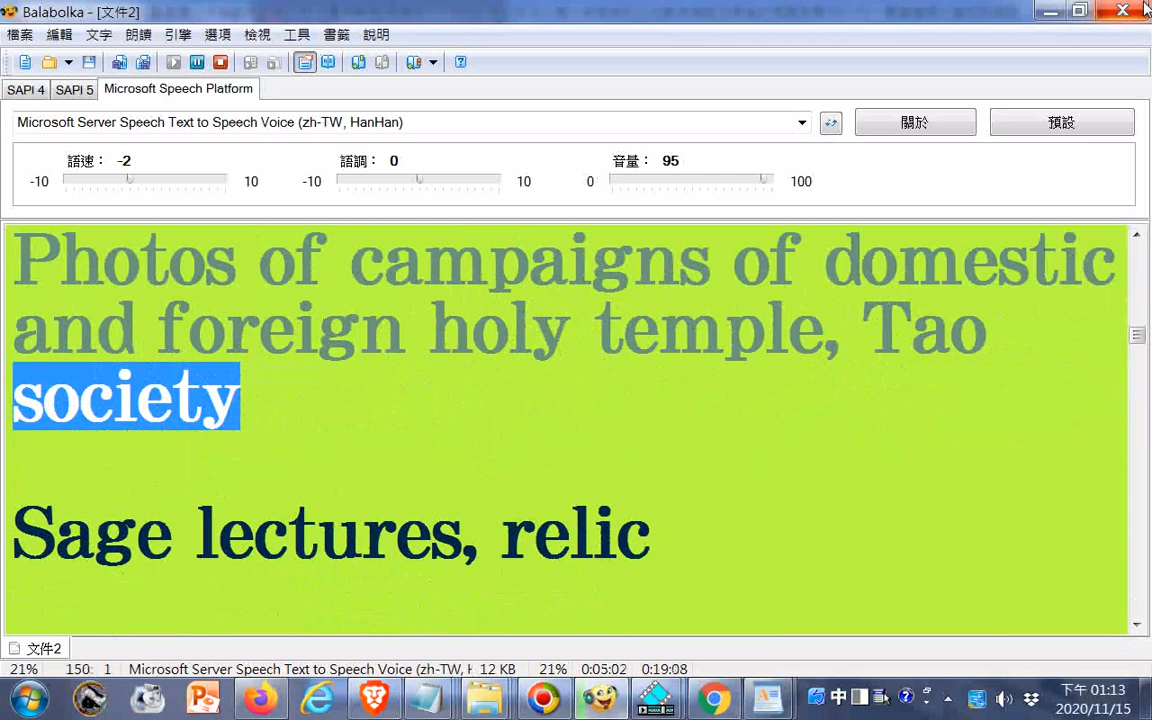 Balabolka - [文件2]
檔案 編輯 文字 朗讀 引擎 選項 檢視 工具 書籤 說明
SAPI 4 SAPI 5 Microsoft Speech Platform
Microsoft Server Speech Text to Speech Voice (zh-TW, HanHan) 關於 預設
語速： -2 語調： 0 音量： 95
-10 10 -10 10 0 100
Photos of campaigns of domestic
and foreign holy temple, Tao
society
Sage lectures, relic
文件2
21% 150: 1 Microsoft Server Speech Text to Speech Voice (zh-TW, H 12 KB 21% 0:05:02 0:19:08
中 下午 01:13
2020/11/15